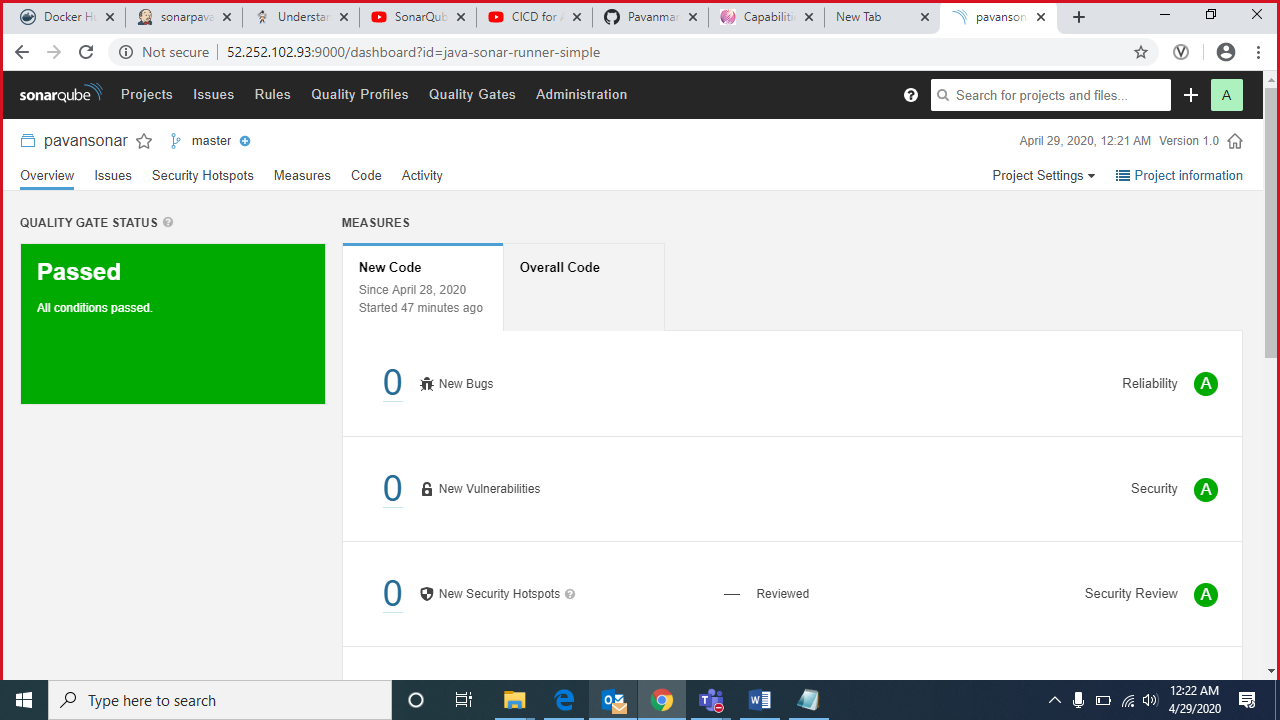 Docker Hu
sonarpava
Understan
SonarQub
CICD for A
Pavanmar
Capabilitie
New Tab
pavanson
Not secure
52.252.102.93:9000/dashboard?id=java-sonar-runner-simple
sonarqube
Projects
Issues
Rules
Quality Profiles
Quality Gates
Administration
Search for projects and files...
A
pavansonar
master
April 29, 2020, 12:21 AM Version 1.0
Overview
Issues
Security Hotspots
Measures
Code
Activity
Project Settings
Project information
QUALITY GATE STATUS
MEASURES
Passed
All conditions passed.
New Code
Since April 28, 2020
Started 47 minutes ago
Overall Code
0 New Bugs
Reliability A
0 New Vulnerabilities
Security A
0 New Security Hotspots
— Reviewed
Security Review A
Type here to search
12:22 AM
4/29/2020